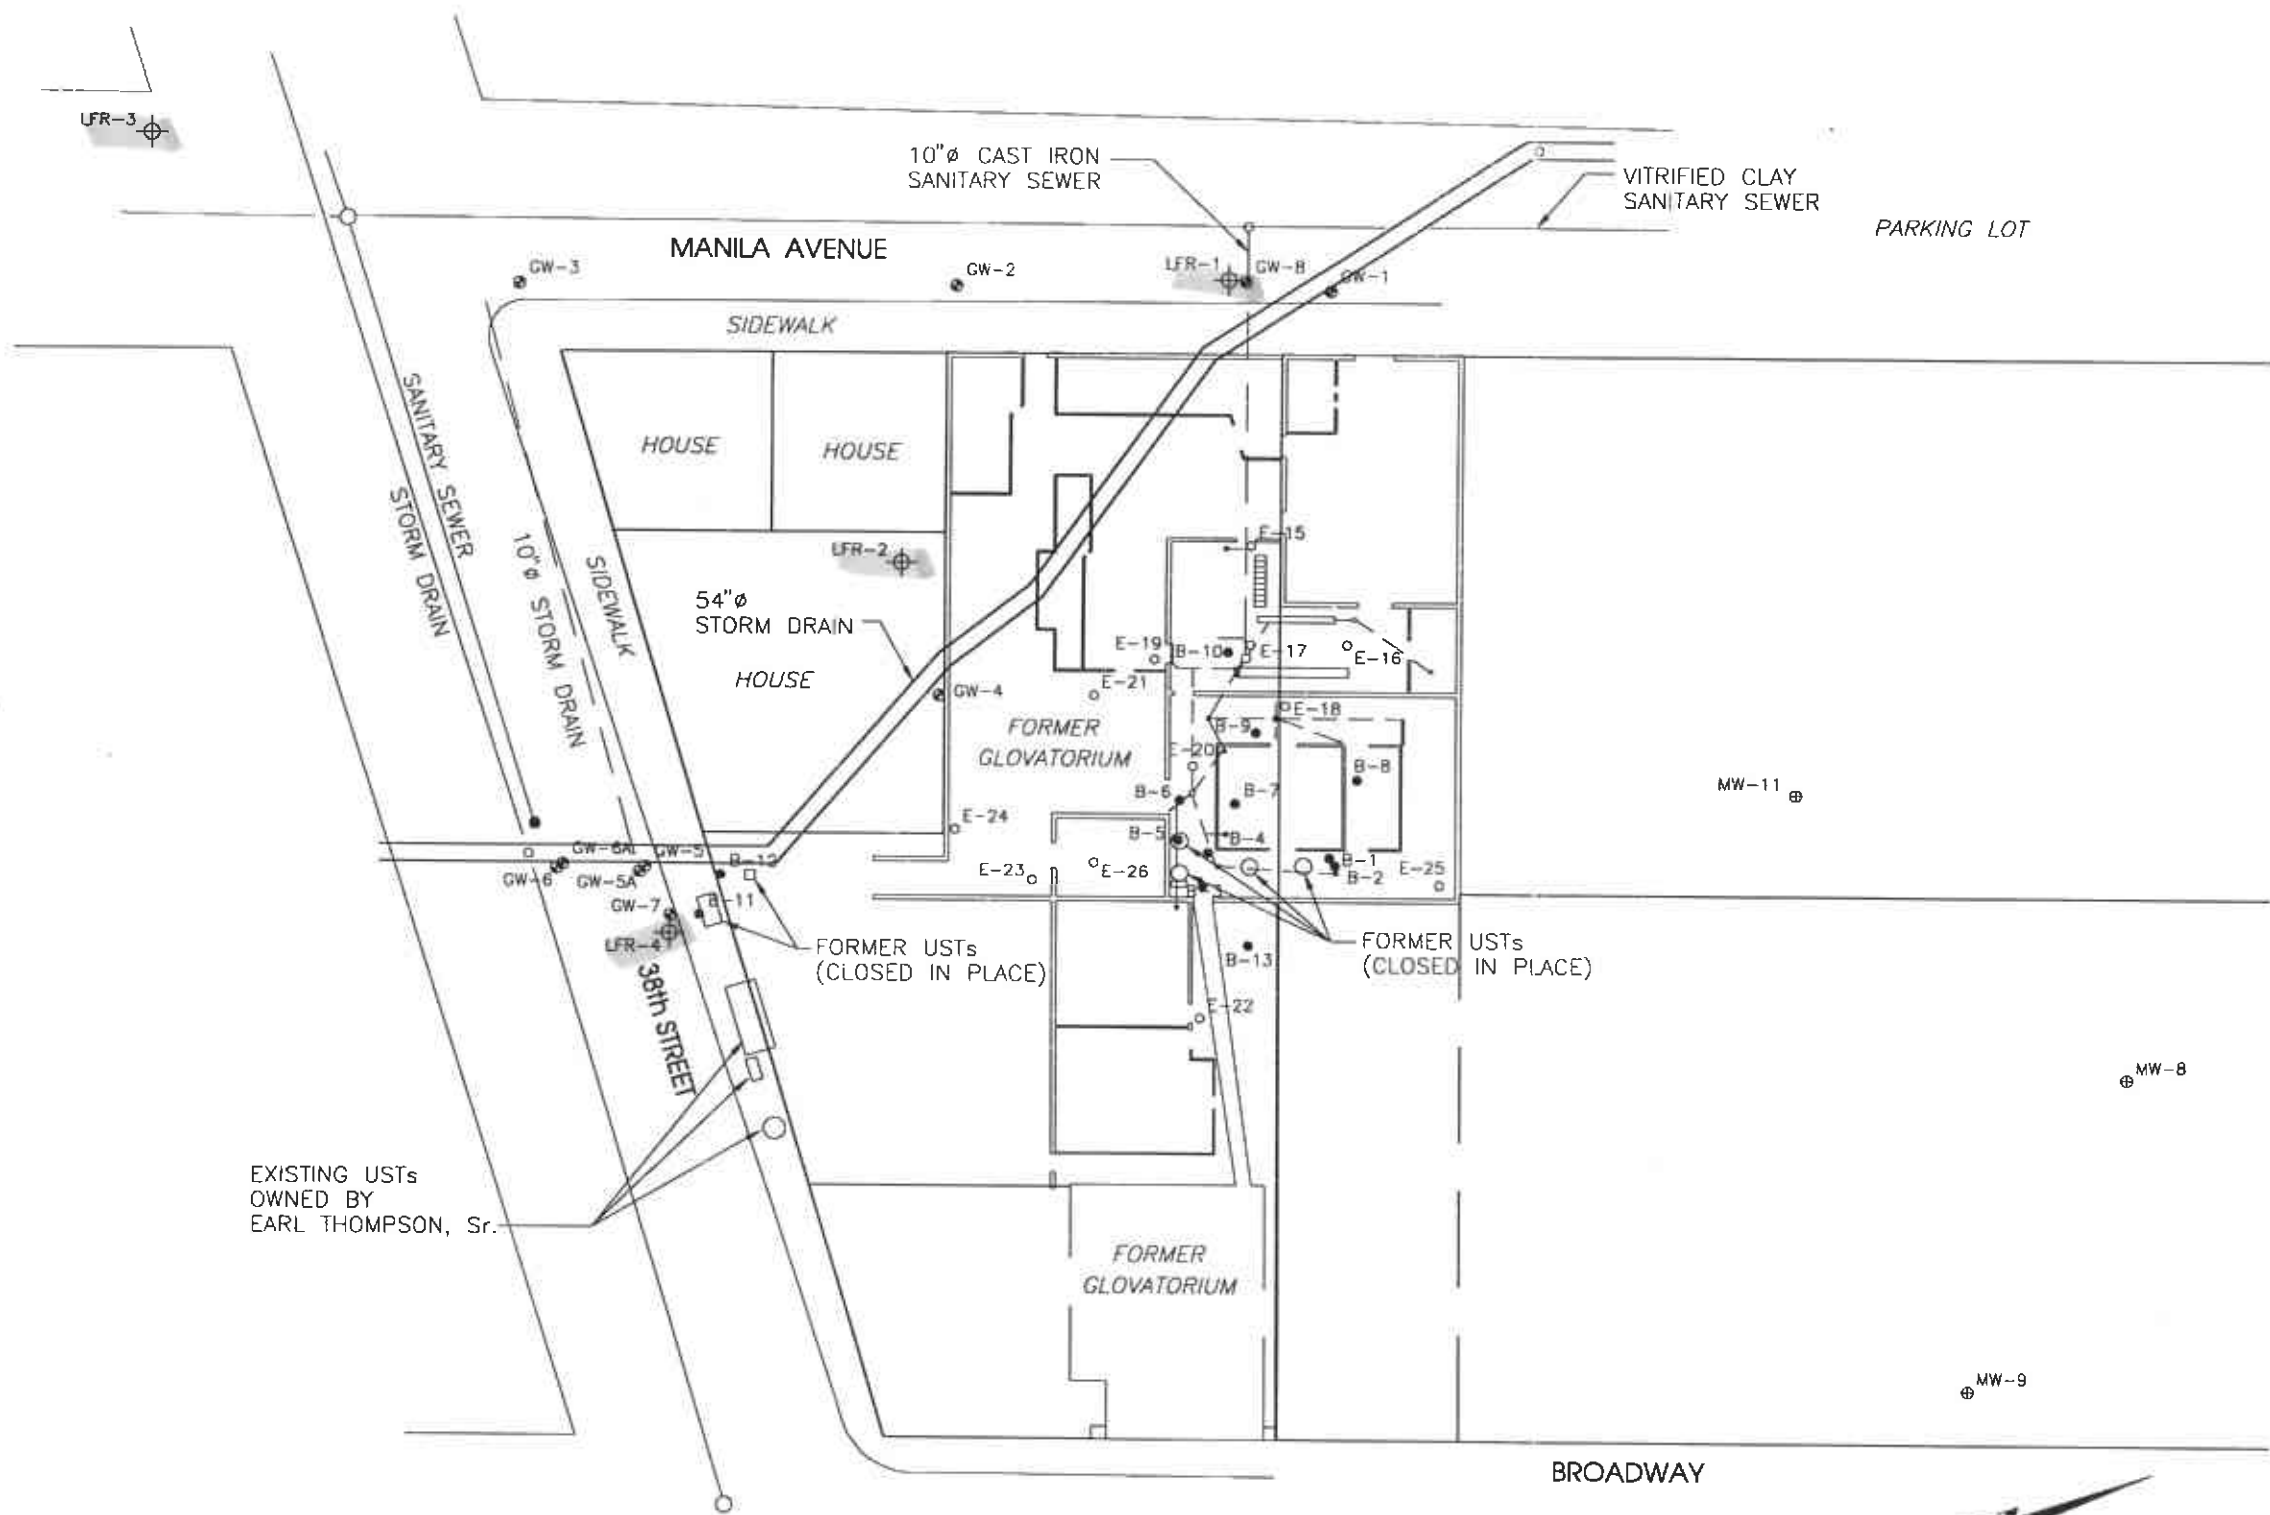 LFR-3
10"ø CAST IRON
SANITARY SEWER
VITRIFIED CLAY
SANITARY SEWER
PARKING LOT
MANILA AVENUE
GW-3
GW-2
LFR-1
GW-8
GW-1
SIDEWALK
SANITARY SEWER
STORM DRAIN
10"ø STORM DRAIN
SIDEWALK
HOUSE
HOUSE
LFR-2
54"ø
STORM DRAIN
HOUSE
E-15
E-19
B-10
E-17
E-16
E-21
GW-4
E-18
FORMER
GLOVATORIUM
B-9
E-20
B-8
MW-11
B-6
B-7
E-24
B-5
B-4
GW-6A
GW-5
B-12
GW-6
GW-5A
E-23
E-26
B-1
B-2
E-25
GW-7
B-11
LFR-4
FORMER USTs
(CLOSED IN PLACE)
FORMER USTs
(CLOSED IN PLACE)
B-13
38th STREET
E-22
MW-8
EXISTING USTs
OWNED BY
EARL THOMPSON, Sr.
FORMER
GLOVATORIUM
MW-9
BROADWAY